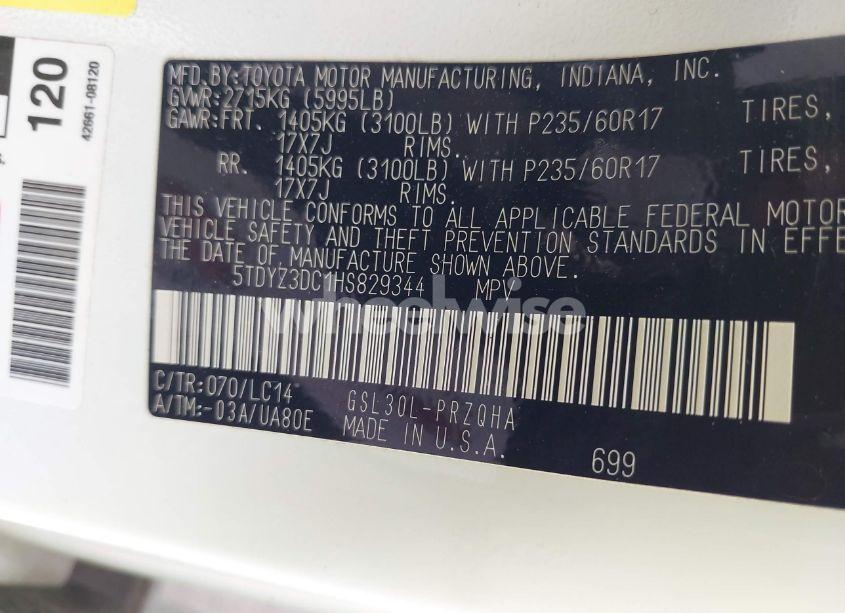 120
42661-08120
S.
MFD.BY:TOYOTA MOTOR MANUFACTURING, INDIANA, INC.
GVWR:2715KG (5995LB)
GAWR:FRT. 1405KG (3100LB) WITH P235/60R17 TIRES,
17X7J RIMS.
RR. 1405KG (3100LB) WITH P235/60R17 TIRES,
17X7J RIMS.
THIS VEHICLE CONFORMS TO ALL APPLICABLE FEDERAL MOTOR
VEHICLE SAFETY AND THEFT PREVENTION STANDARDS IN EFFE
THE DATE OF MANUFACTURE SHOWN ABOVE.
5TDYZ3DC1HS829344 MPV
wheelwise
C/TR:070/LC14 GSL30L-PRZQHA
A/TM:-03A/UA80E MADE IN U.S.A.
699